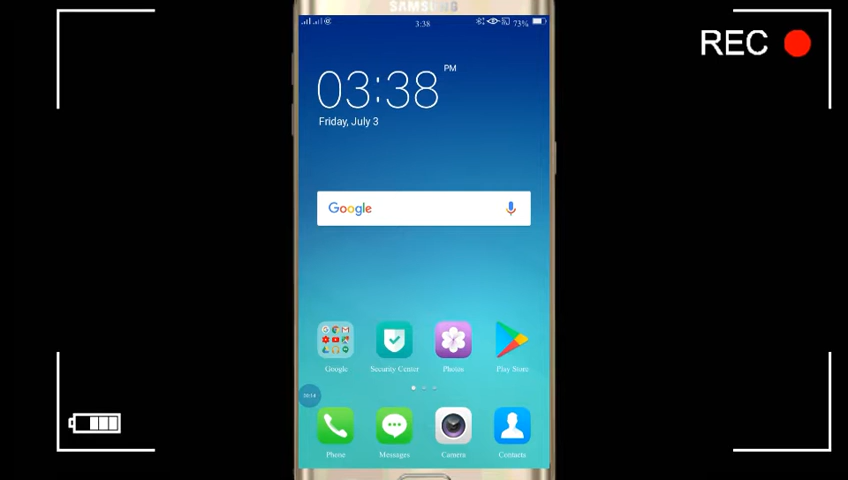 SAMSUNG
3:38
73%
REC
03:38 PM
Friday, July 3
Google
Google
Security Center
Photos
Play Store
Phone
Messages
Camera
Contacts